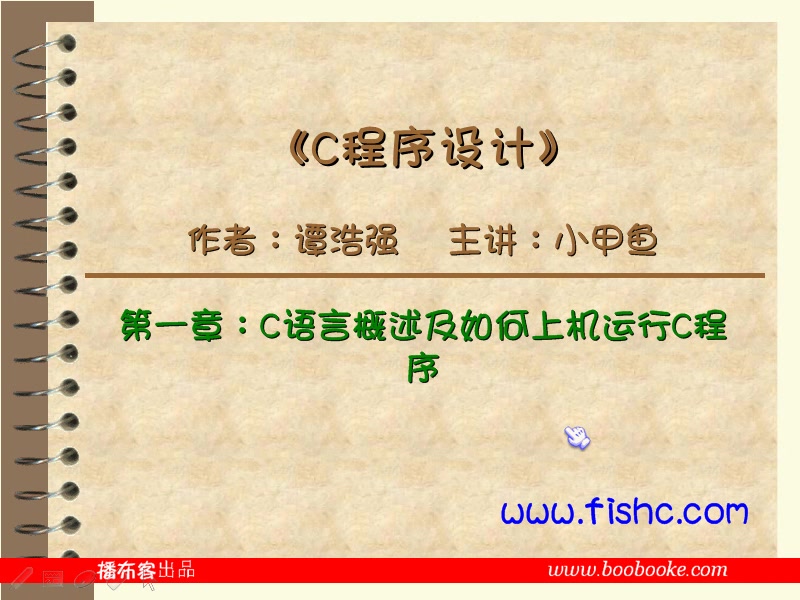 《C程序设计》
作者：谭浩强 主讲：小甲鱼
第一章：C语言概述及如何上机运行C程
序
www.fishc.com
播布客出品 www.boobooke.com